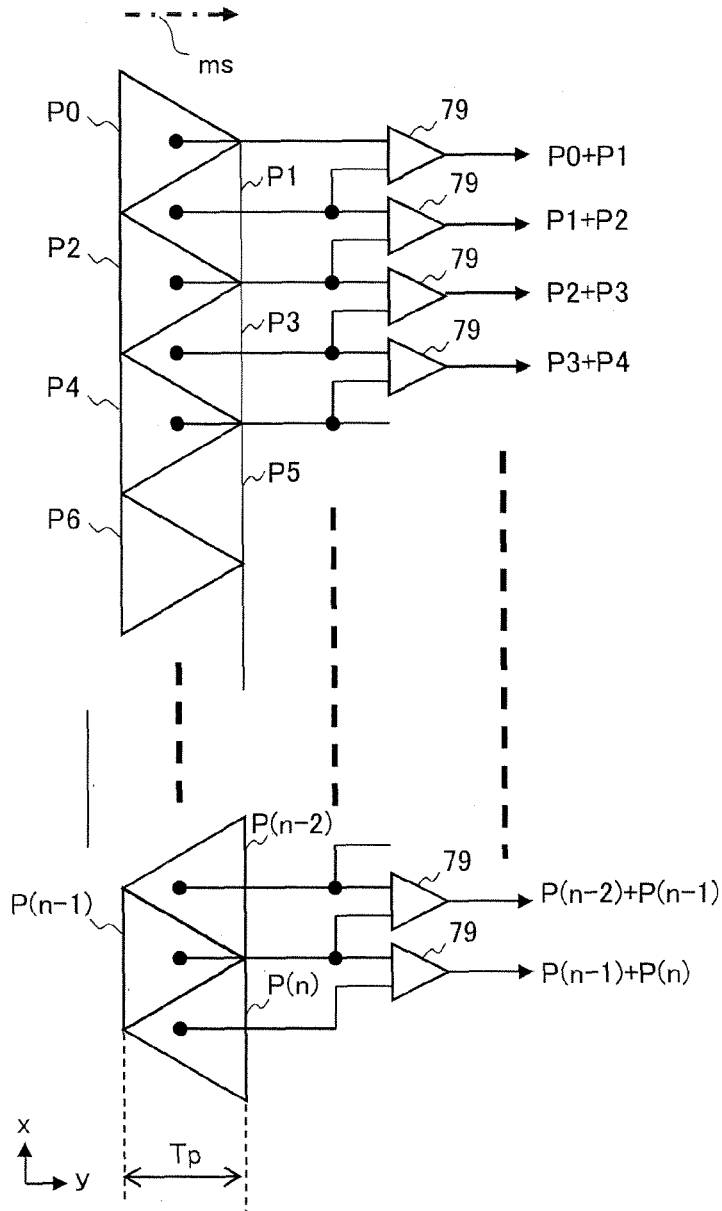 ms
P0
79
P0+P1
P1
79
P1+P2
P2
79
P2+P3
P3
79
P3+P4
P4
P5
P6
P(n-2)
79
P(n-1)
P(n-2)+P(n-1)
79
P(n)
P(n-1)+P(n)
x
y
Tp